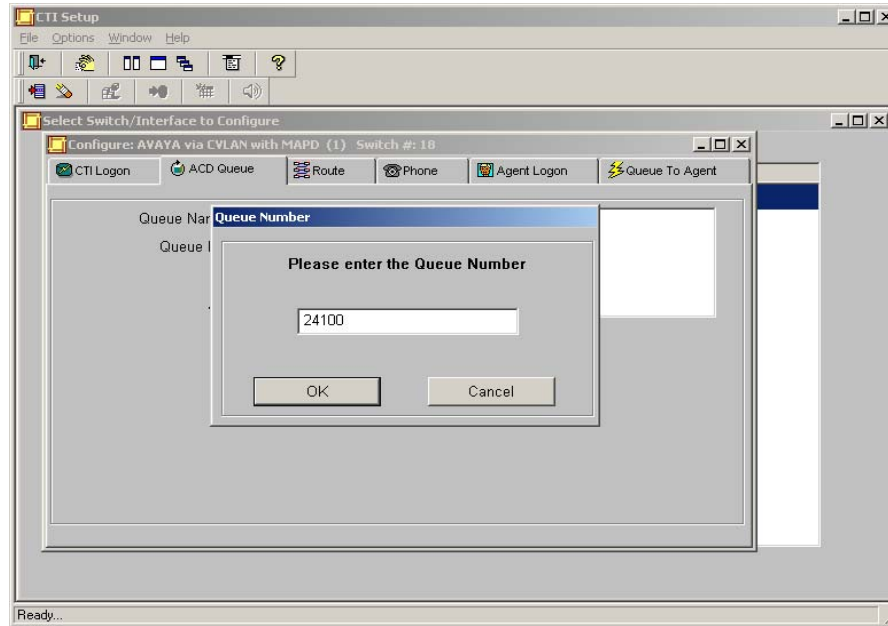 CTI Setup
File Options Window Help
Select Switch/Interface to Configure
Configure: AVAYA via CVLAN with MAPD (1) Switch #: 18
CTI Logon ACD Queue Route Phone Agent Logon Queue To Agent
Queue Number
Queue
Please enter the Queue Number
24100
OK Cancel
Ready...